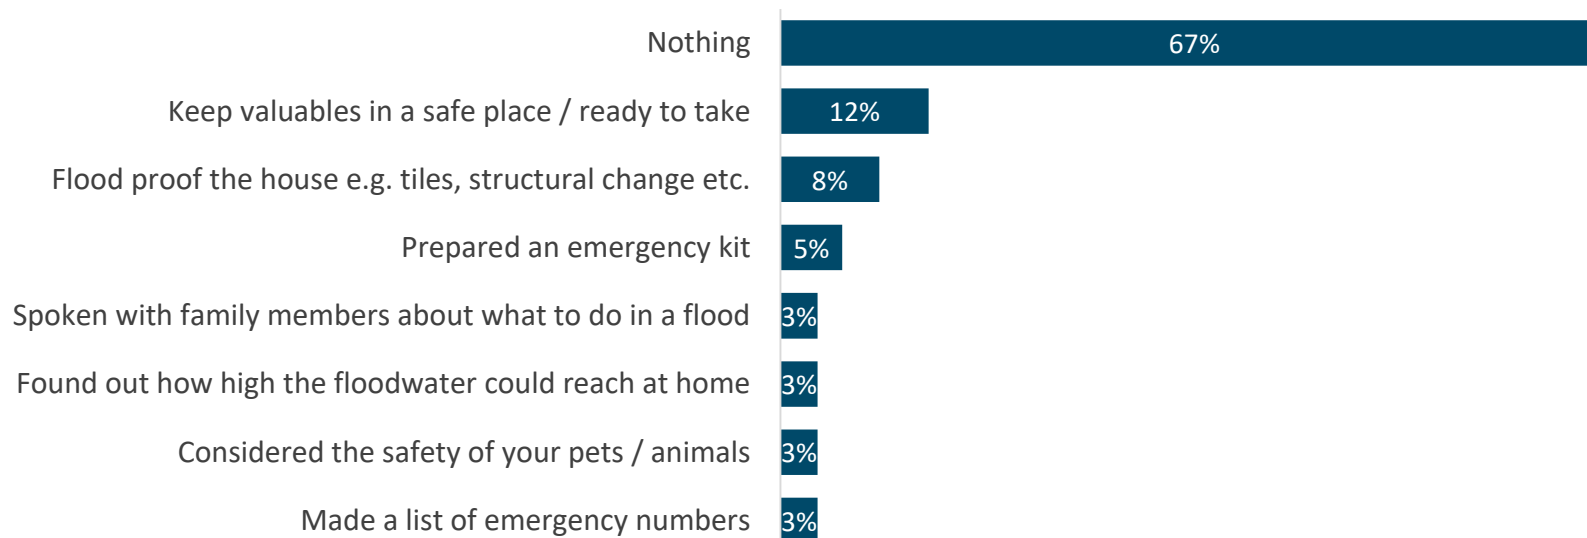 Nothing 67%
Keep valuables in a safe place / ready to take 12%
Flood proof the house e.g. tiles, structural change etc. 8%
Prepared an emergency kit 5%
Spoken with family members about what to do in a flood 3%
Found out how high the floodwater could reach at home 3%
Considered the safety of your pets / animals 3%
Made a list of emergency numbers 3%